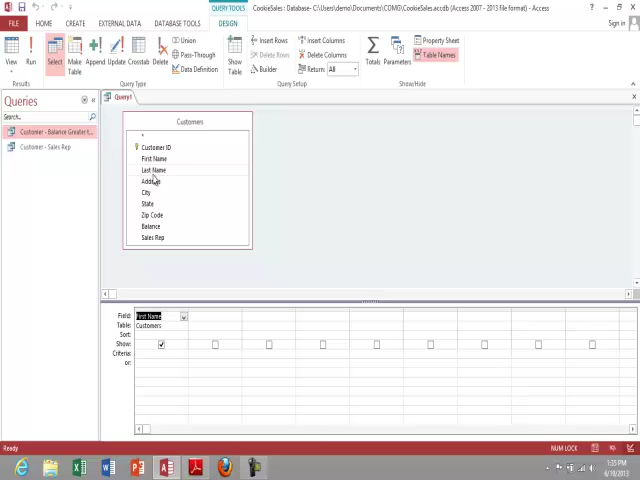 QUERY TOOLS
CookieSales : Database- C:\Users\demo\Documents\COMG\CookieSales.accdb (Access 2007 - 2013 file format) - Access
Sign in
FILE HOME CREATE EXTERNAL DATA DATABASE TOOLS DESIGN
View Run Select Make Table Append Update Crosstab Delete
Union
Pass-Through
Data Definition
Show Table
Insert Rows
Delete Rows
Builder
Insert Columns
Delete Columns
Return: All
Totals Parameters
Property Sheet
Table Names
Results Query Type Query Setup Show/Hide
Queries
Search...
Customer - Balance Greater t...
Customer - Sales Rep
Query1
Customers
*
Customer ID
First Name
Last Name
Address
City
State
Zip Code
Balance
Sales Rep
Field: First Name
Table: Customers
Sort:
Show:
Criteria:
or:
Ready
NUM LOCK
1:35 PM
6/10/2013